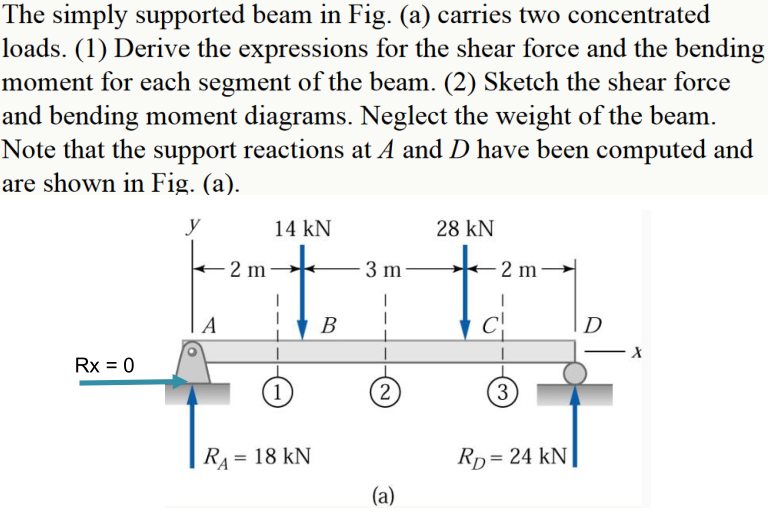 The simply supported beam in Fig. (a) carries two concentrated
loads. (1) Derive the expressions for the shear force and the bending
moment for each segment of the beam. (2) Sketch the shear force
and bending moment diagrams. Neglect the weight of the beam.
Note that the support reactions at A and D have been computed and
are shown in Fig. (a).
y
14 kN
28 kN
2 m
3 m
2 m
A
B
C
D
x
Rx = 0
1
2
3
R_A = 18 kN
R_D = 24 kN
(a)